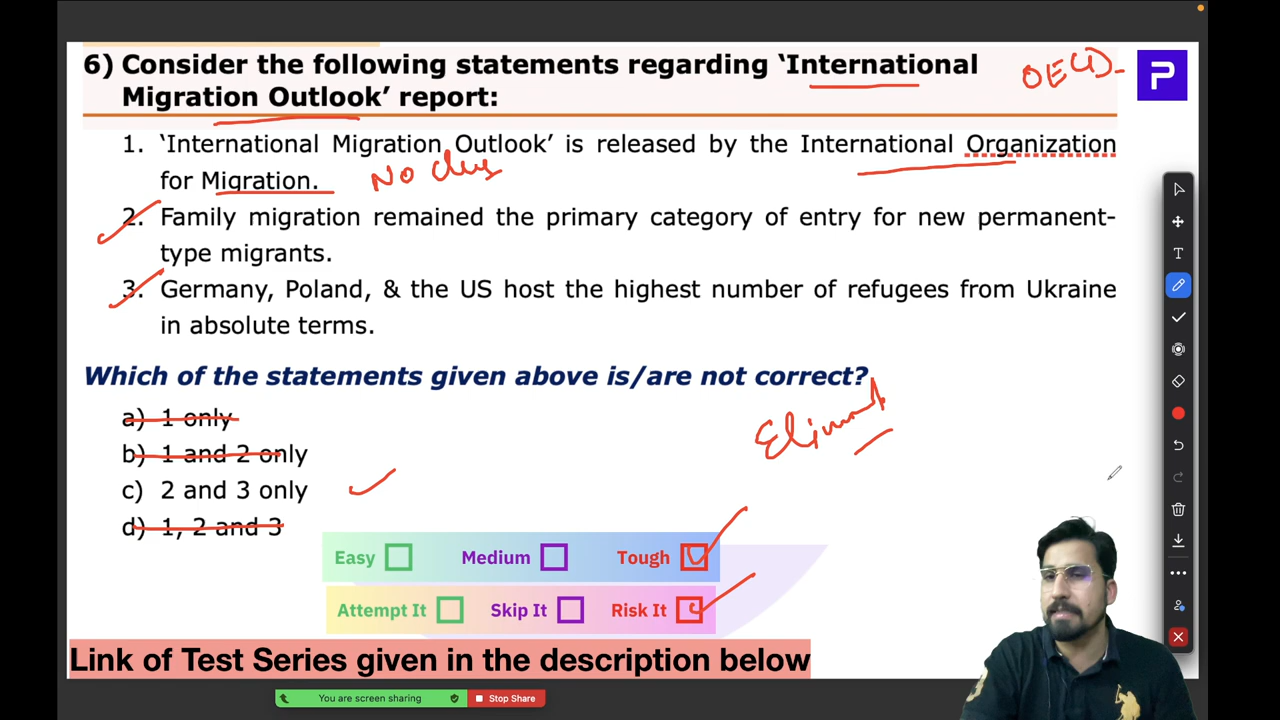 6) Consider the following statements regarding ‘International
Migration Outlook’ report:
OECD
P
1. ‘International Migration Outlook’ is released by the International Organization
for Migration.
No clue
2. Family migration remained the primary category of entry for new permanent-
type migrants.
3. Germany, Poland, & the US host the highest number of refugees from Ukraine
in absolute terms.
Which of the statements given above is/are not correct?
a) 1 only
b) 1 and 2 only
c) 2 and 3 only
d) 1, 2 and 3
Easy Medium Tough
Attempt It Skip It Risk It
Link of Test Series given in the description below
You are screen sharing Stop Share